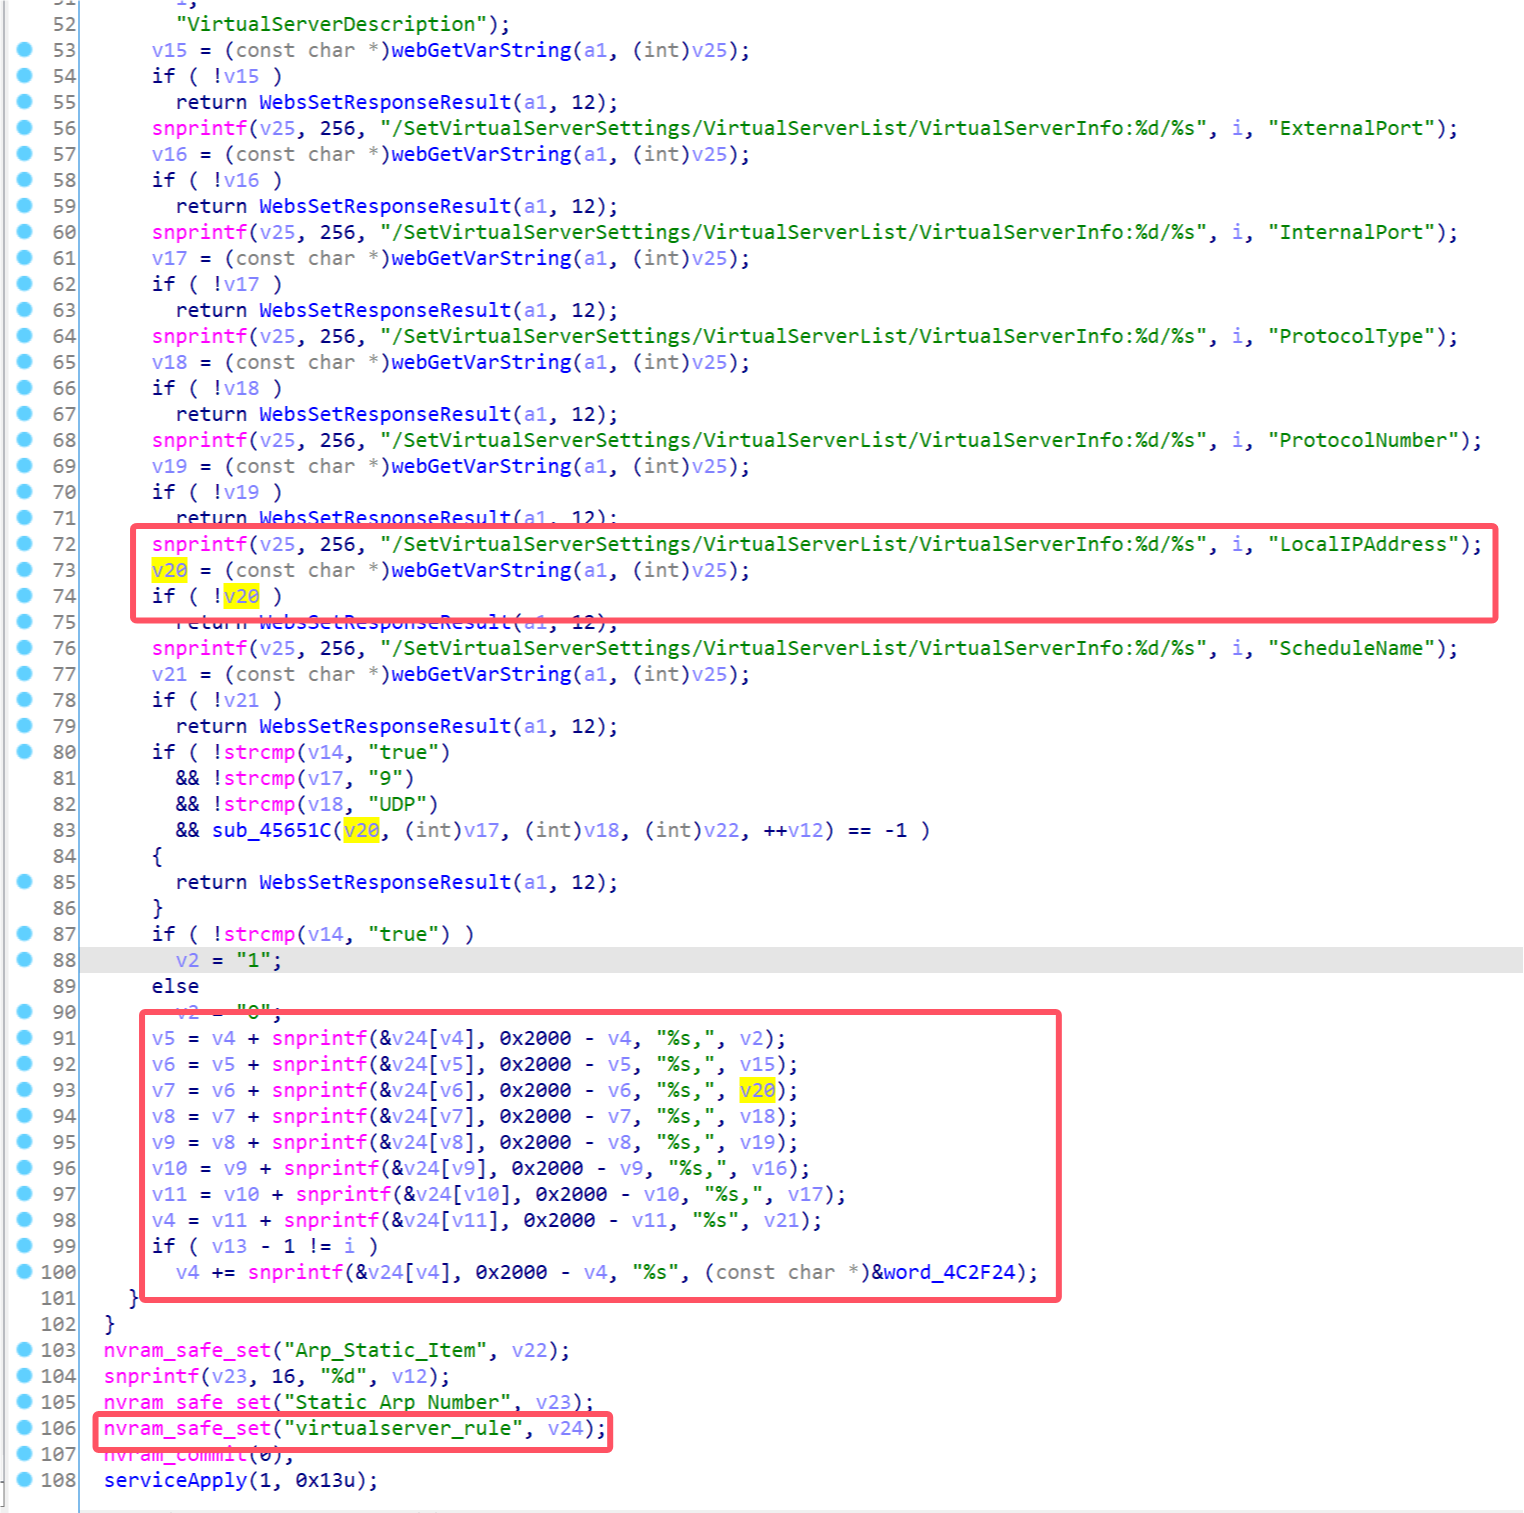 52 "VirtualServerDescription");
53 v15 = (const char *)webGetVarString(a1, (int)v25);
54 if ( !v15 )
55 return WebsSetResponseResult(a1, 12);
56 snprintf(v25, 256, "/SetVirtualServerSettings/VirtualServerList/VirtualServerInfo:%d/%s", i, "ExternalPort");
57 v16 = (const char *)webGetVarString(a1, (int)v25);
58 if ( !v16 )
59 return WebsSetResponseResult(a1, 12);
60 snprintf(v25, 256, "/SetVirtualServerSettings/VirtualServerList/VirtualServerInfo:%d/%s", i, "InternalPort");
61 v17 = (const char *)webGetVarString(a1, (int)v25);
62 if ( !v17 )
63 return WebsSetResponseResult(a1, 12);
64 snprintf(v25, 256, "/SetVirtualServerSettings/VirtualServerList/VirtualServerInfo:%d/%s", i, "ProtocolType");
65 v18 = (const char *)webGetVarString(a1, (int)v25);
66 if ( !v18 )
67 return WebsSetResponseResult(a1, 12);
68 snprintf(v25, 256, "/SetVirtualServerSettings/VirtualServerList/VirtualServerInfo:%d/%s", i, "ProtocolNumber");
69 v19 = (const char *)webGetVarString(a1, (int)v25);
70 if ( !v19 )
71 return WebsSetResponseResult(a1, 12);
72 snprintf(v25, 256, "/SetVirtualServerSettings/VirtualServerList/VirtualServerInfo:%d/%s", i, "LocalIPAddress");
73 v20 = (const char *)webGetVarString(a1, (int)v25);
74 if ( !v20 )
75 return WebsSetResponseResult(a1, 12);
76 snprintf(v25, 256, "/SetVirtualServerSettings/VirtualServerList/VirtualServerInfo:%d/%s", i, "ScheduleName");
77 v21 = (const char *)webGetVarString(a1, (int)v25);
78 if ( !v21 )
79 return WebsSetResponseResult(a1, 12);
80 if ( !strcmp(v14, "true")
81 && !strcmp(v17, "9")
82 && !strcmp(v18, "UDP")
83 && sub_45651C(v20, (int)v17, (int)v18, (int)v22, ++v12) == -1 )
84 {
85 return WebsSetResponseResult(a1, 12);
86 }
87 if ( !strcmp(v14, "true") )
88 v2 = "1";
89 else
90 v2 = "0";
91 v5 = v4 + snprintf(&v24[v4], 0x2000 - v4, "%s,", v2);
92 v6 = v5 + snprintf(&v24[v5], 0x2000 - v5, "%s,", v15);
93 v7 = v6 + snprintf(&v24[v6], 0x2000 - v6, "%s,", v20);
94 v8 = v7 + snprintf(&v24[v7], 0x2000 - v7, "%s,", v18);
95 v9 = v8 + snprintf(&v24[v8], 0x2000 - v8, "%s,", v19);
96 v10 = v9 + snprintf(&v24[v9], 0x2000 - v9, "%s,", v16);
97 v11 = v10 + snprintf(&v24[v10], 0x2000 - v10, "%s,", v17);
98 v4 = v11 + snprintf(&v24[v11], 0x2000 - v11, "%s", v21);
99 if ( v13 - 1 != i )
100 v4 += snprintf(&v24[v4], 0x2000 - v4, "%s", (const char *)&word_4C2F24);
101 }
102 }
103 nvram_safe_set("Arp_Static_Item", v22);
104 snprintf(v23, 16, "%d", v12);
105 nvram_safe_set("Static_Arp_Number", v23);
106 nvram_safe_set("virtualserver_rule", v24);
107 nvram_commit(0);
108 serviceApply(1, 0x13u);